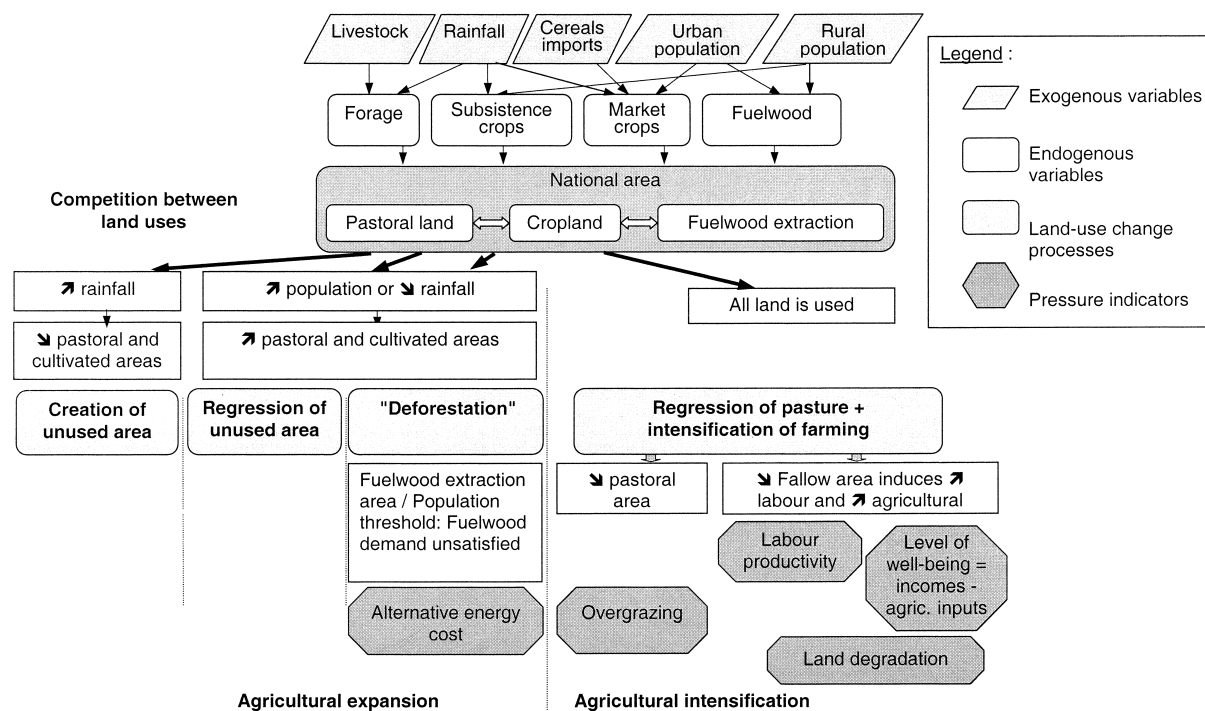 Livestock
Rainfall
Cereals
imports
Urban
population
Rural
population
Legend :
Exogenous variables
Endogenous
variables
Land-use change
processes
Pressure indicators
Forage
Subsistence
crops
Market
crops
Fuelwood
National area
Pastoral land
Cropland
Fuelwood extraction
Competition between
land uses
↗ rainfall
↗ population or ↘ rainfall
All land is used
↘ pastoral and
cultivated areas
↗ pastoral and cultivated areas
Creation of
unused area
Regression of
unused area
"Deforestation"
Regression of pasture +
intensification of farming
Fuelwood extraction
area / Population
threshold: Fuelwood
demand unsatisfied
↘ pastoral
area
↘ Fallow area induces ↗
labour and ↗ agricultural
Labour
productivity
Level of
well-being =
incomes -
agric. inputs
Alternative energy
cost
Overgrazing
Land degradation
Agricultural expansion
Agricultural intensification